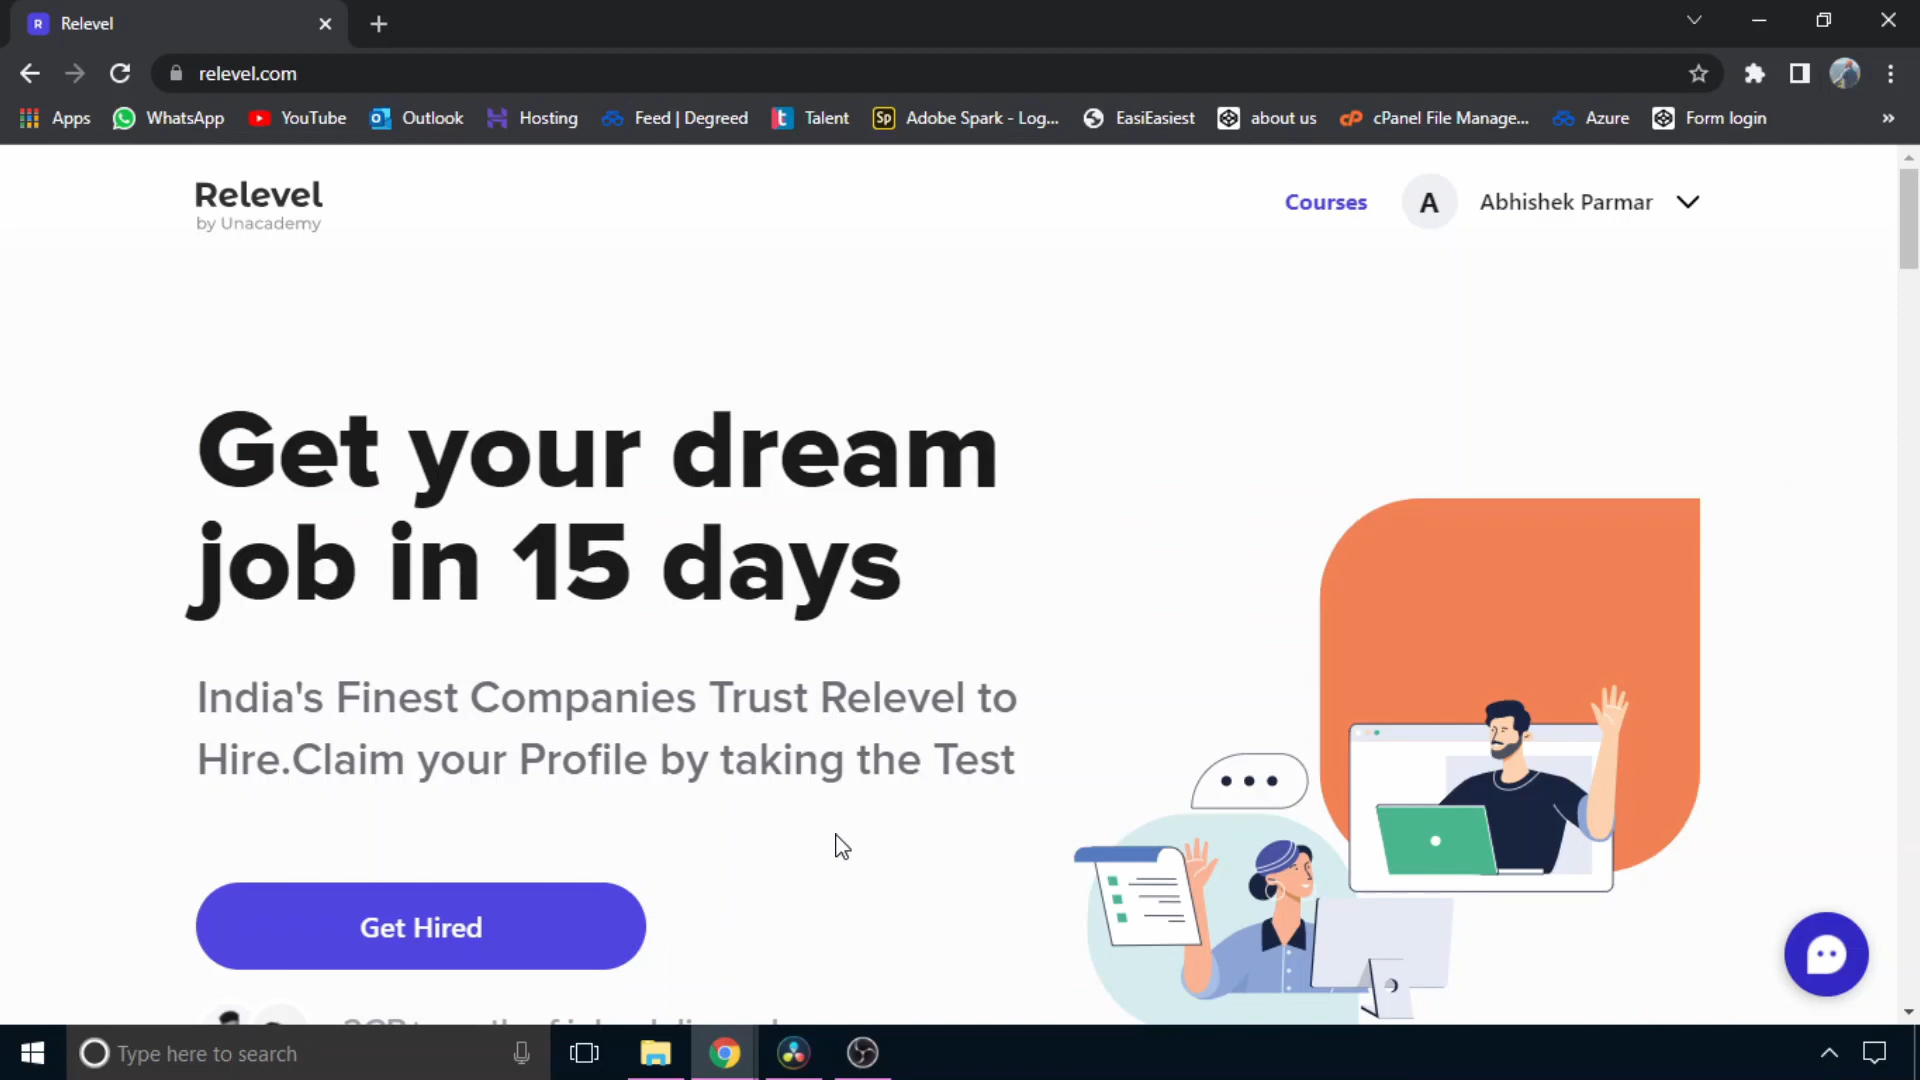 Relevel
relevel.com
Apps WhatsApp YouTube Outlook Hosting Feed | Degreed Talent Adobe Spark - Log... EasiEasiest about us cPanel File Manage... Azure Form login »
Relevel
by Unacademy
Courses A Abhishek Parmar
Get your dream
job in 15 days
India's Finest Companies Trust Relevel to
Hire.Claim your Profile by taking the Test
Get Hired
Type here to search